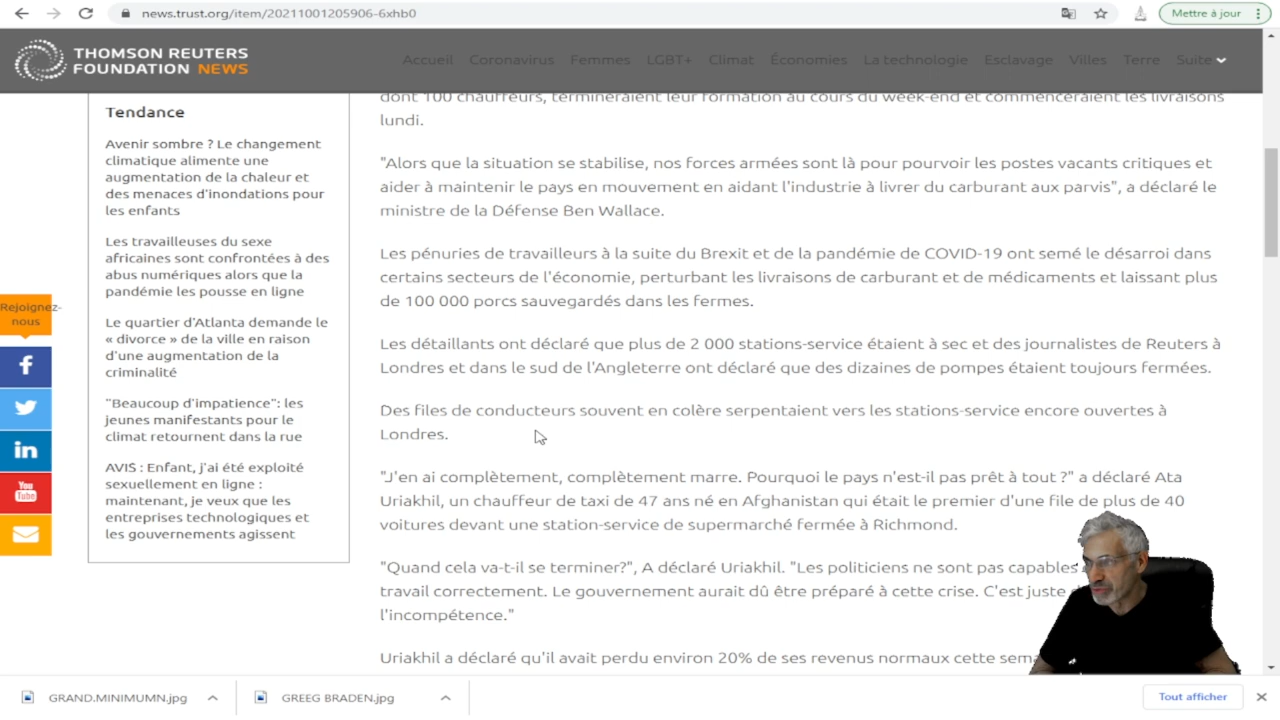 news.trust.org/item/20211001205906-6xhb0
Mettre à jour
THOMSON REUTERS
FOUNDATION NEWS
Accueil Coronavirus Femmes LGBT+ Climat Économies La technologie Esclavage Villes Terre Suite
Tendance
Avenir sombre ? Le changement
climatique alimente une
augmentation de la chaleur et
des menaces d'inondations pour
les enfants
Les travailleuses du sexe
africaines sont confrontées à des
abus numériques alors que la
pandémie les pousse en ligne
Le quartier d'Atlanta demande le
« divorce » de la ville en raison
d'une augmentation de la
criminalité
"Beaucoup d'impatience": les
jeunes manifestants pour le
climat retournent dans la rue
AVIS : Enfant, j'ai été exploité
sexuellement en ligne :
maintenant, je veux que les
entreprises technologiques et
les gouvernements agissent
Rejoignez-
nous
You
Tube
dont 100 chauffeurs, termineraient leur formation au cours du week-end et commenceraient les livraisons
lundi.
"Alors que la situation se stabilise, nos forces armées sont là pour pourvoir les postes vacants critiques et
aider à maintenir le pays en mouvement en aidant l'industrie à livrer du carburant aux parvis", a déclaré le
ministre de la Défense Ben Wallace.
Les pénuries de travailleurs à la suite du Brexit et de la pandémie de COVID-19 ont semé le désarroi dans
certains secteurs de l'économie, perturbant les livraisons de carburant et de médicaments et laissant plus
de 100 000 porcs sauvegardés dans les fermes.
Les détaillants ont déclaré que plus de 2 000 stations-service étaient à sec et des journalistes de Reuters à
Londres et dans le sud de l'Angleterre ont déclaré que des dizaines de pompes étaient toujours fermées.
Des files de conducteurs souvent en colère serpentaient vers les stations-service encore ouvertes à
Londres.
"J'en ai complètement, complètement marre. Pourquoi le pays n'est-il pas prêt à tout ?" a déclaré Ata
Uriakhil, un chauffeur de taxi de 47 ans né en Afghanistan qui était le premier d'une file de plus de 40
voitures devant une station-service de supermarché fermée à Richmond.
"Quand cela va-t-il se terminer?", A déclaré Uriakhil. "Les politiciens ne sont pas capables
travail correctement. Le gouvernement aurait dû être préparé à cette crise. C'est juste
l'incompétence."
Uriakhil a déclaré qu'il avait perdu environ 20% de ses revenus normaux cette
GRAND.MINIMUMN.jpg GREEG BRADEN.jpg Tout afficher